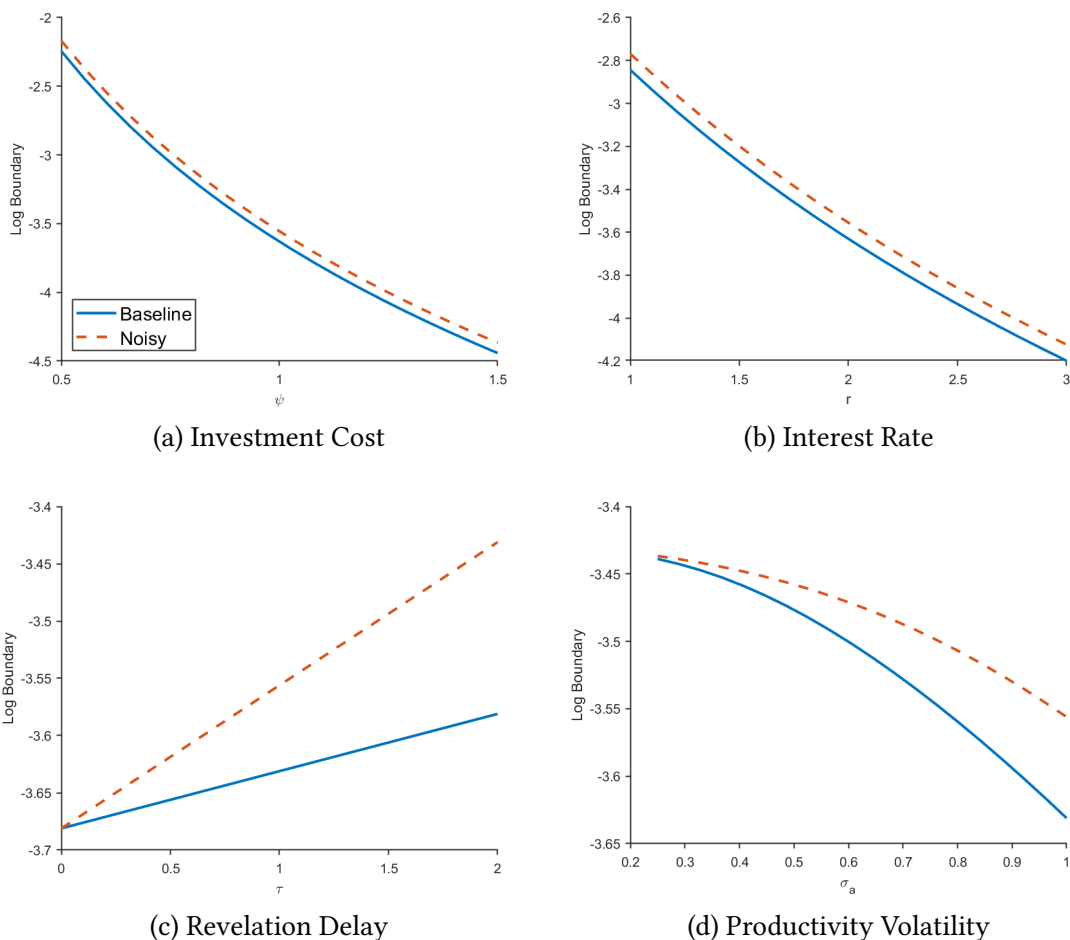 -2
-2.5
-3
-3.5
-4
-4.5
Log Boundary
Baseline
Noisy
0.5 1 1.5
ψ
(a) Investment Cost
-2.6
-2.8
-3
-3.2
-3.4
-3.6
-3.8
-4
-4.2
Log Boundary
1 1.5 2 2.5 3
r
(b) Interest Rate
-3.4
-3.45
-3.5
-3.55
-3.6
-3.65
-3.7
Log Boundary
0 0.5 1 1.5 2
τ
(c) Revelation Delay
-3.4
-3.45
-3.5
-3.55
-3.6
-3.65
Log Boundary
0.2 0.3 0.4 0.5 0.6 0.7 0.8 0.9 1
σa
(d) Productivity Volatility